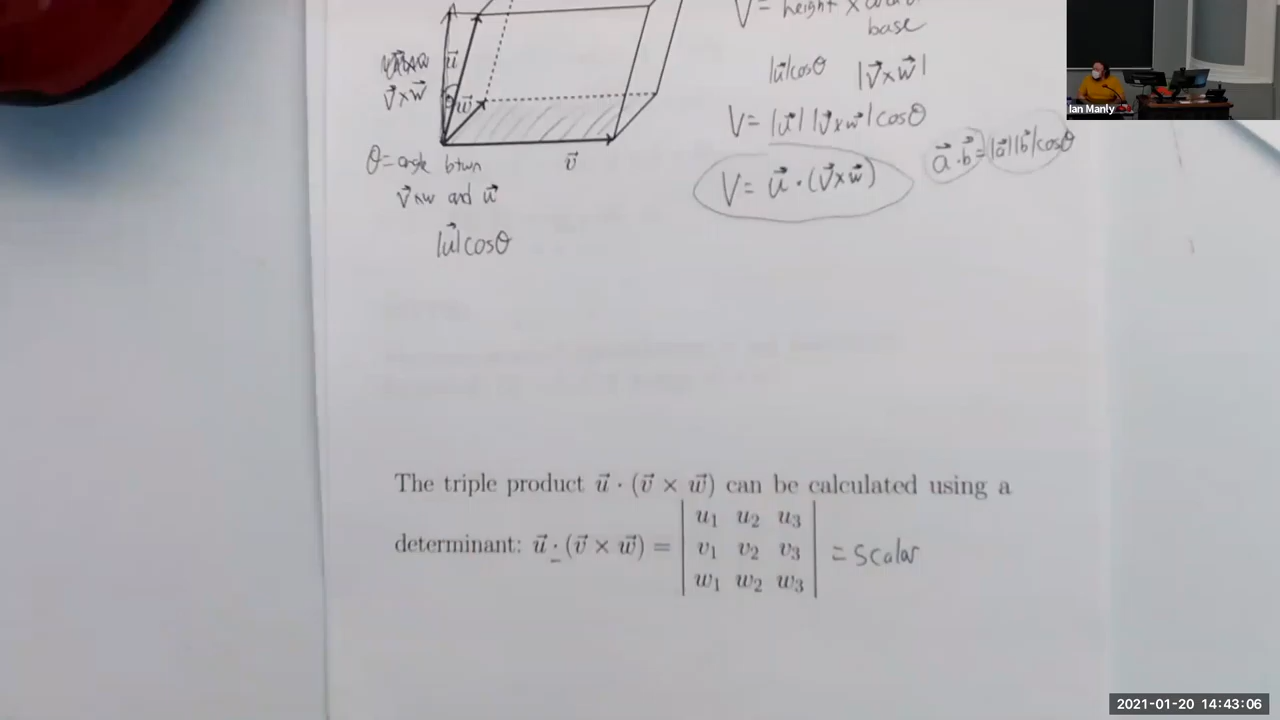 V = height × area of
base
|u⃗|cosθ |v⃗×w⃗|
V = |u⃗| |v⃗×w⃗| cosθ
a⃗·b⃗ = |a⃗||b⃗|cosθ
V = u⃗·(v⃗×w⃗)
u⃗
v⃗×w⃗
w⃗
v⃗
θ = angle btwn
v⃗×w and u⃗
|u⃗|cosθ
The triple product u⃗ · (v⃗ × w⃗) can be calculated using a
determinant: u⃗ · (v⃗ × w⃗) = | u₁ u₂ u₃ |
| v₁ v₂ v₃ | = scalar
| w₁ w₂ w₃ |
Ian Manly
2021-01-20 14:43:06